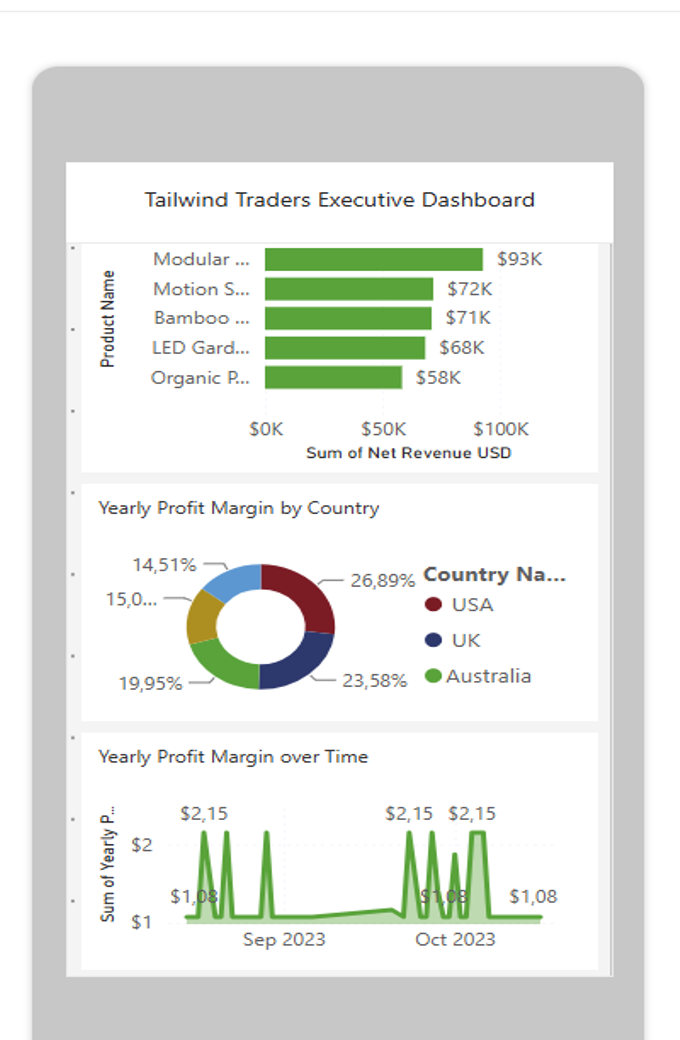 Tailwind Traders Executive Dashboard
Product Name
Modular ... $93K
Motion S... $72K
Bamboo ... $71K
LED Gard... $68K
Organic P... $58K
$0K $50K $100K
Sum of Net Revenue USD
Yearly Profit Margin by Country
14,51%
26,89%
15,0...
19,95%
23,58%
Country Na...
USA
UK
Australia
Yearly Profit Margin over Time
Sum of Yearly P...
$2,15 $2,15 $2,15
$2
$1,08 $1,08 $1,08
$1
Sep 2023 Oct 2023